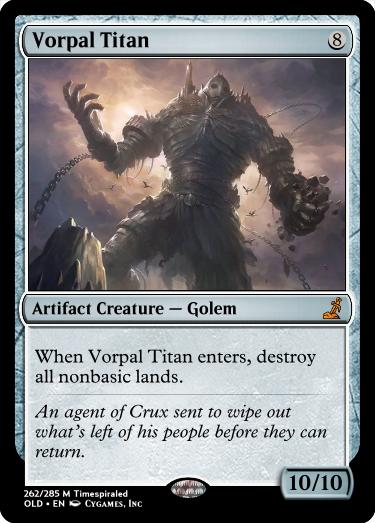 Vorpal Titan 8
Artifact Creature — Golem
When Vorpal Titan enters, destroy
all nonbasic lands.
An agent of Crux sent to wipe out
what's left of his people before they can
return.
10/10
262/285 M Timespiraled
OLD • EN Cygames, Inc